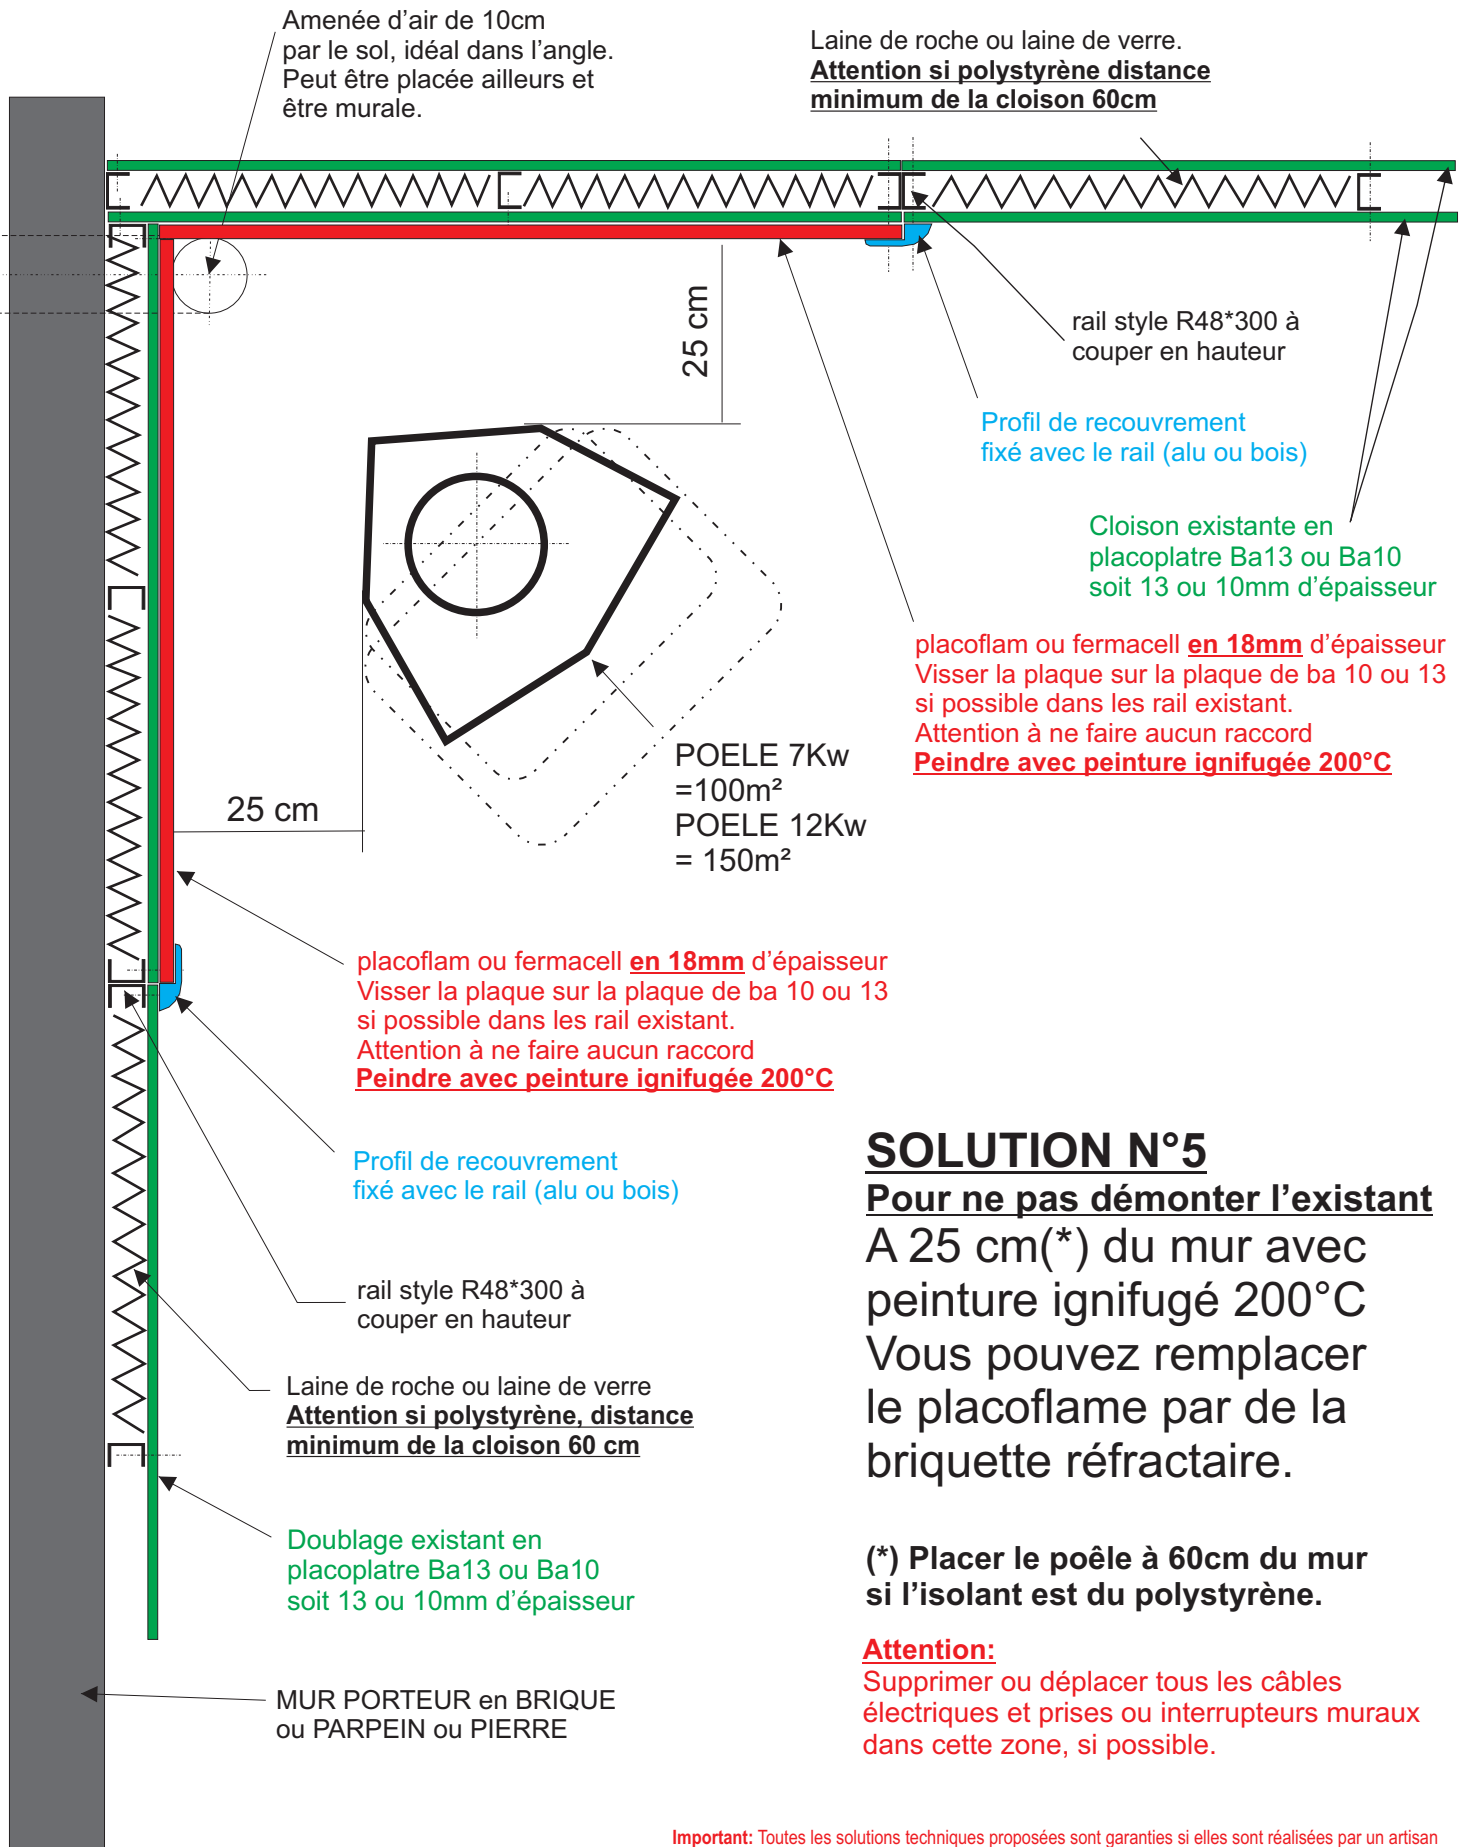 Amenée d'air de 10cm
par le sol, idéal dans l'angle.
Peut être placée ailleurs et
être murale.
Laine de roche ou laine de verre.
Attention si polystyrène distance
minimum de la cloison 60cm
25 cm
rail style R48*300 à
couper en hauteur
Profil de recouvrement
fixé avec le rail (alu ou bois)
Cloison existante en
placoplatre Ba13 ou Ba10
soit 13 ou 10mm d'épaisseur
placoflam ou fermacell en 18mm d'épaisseur
Visser la plaque sur la plaque de ba 10 ou 13
si possible dans les rail existant.
Attention à ne faire aucun raccord
Peindre avec peinture ignifugée 200°C
POELE 7Kw
=100m²
POELE 12Kw
= 150m²
25 cm
placoflam ou fermacell en 18mm d'épaisseur
Visser la plaque sur la plaque de ba 10 ou 13
si possible dans les rail existant.
Attention à ne faire aucun raccord
Peindre avec peinture ignifugée 200°C
Profil de recouvrement
fixé avec le rail (alu ou bois)
rail style R48*300 à
couper en hauteur
Laine de roche ou laine de verre
Attention si polystyrène, distance
minimum de la cloison 60 cm
Doublage existant en
placoplatre Ba13 ou Ba10
soit 13 ou 10mm d'épaisseur
MUR PORTEUR en BRIQUE
ou PARPEIN ou PIERRE
SOLUTION N°5
Pour ne pas démonter l'existant
A 25 cm(*) du mur avec
peinture ignifugé 200°C
Vous pouvez remplacer
le placoflame par de la
briquette réfractaire.
(*) Placer le poêle à 60cm du mur
si l'isolant est du polystyrène.
Attention:
Supprimer ou déplacer tous les câbles
électriques et prises ou interrupteurs muraux
dans cette zone, si possible.
Important: Toutes les solutions techniques proposées sont garanties si elles sont réalisées par un artisan